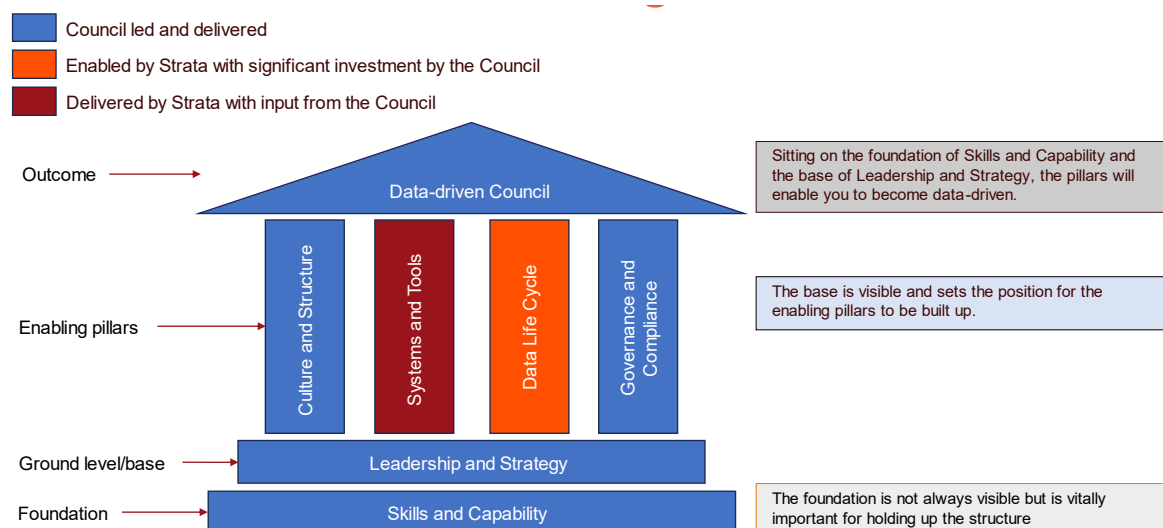 Council led and delivered
Enabled by Strata with significant investment by the Council
Delivered by Strata with input from the Council
Outcome
Data-driven Council
Sitting on the foundation of Skills and Capability and
the base of Leadership and Strategy, the pillars will
enable you to become data-driven.
Enabling pillars
Culture and Structure
Systems and Tools
Data Life Cycle
Governance and
Compliance
The base is visible and sets the position for the
enabling pillars to be built up.
Ground level/base
Leadership and Strategy
Foundation
Skills and Capability
The foundation is not always visible but is vitally
important for holding up the structure